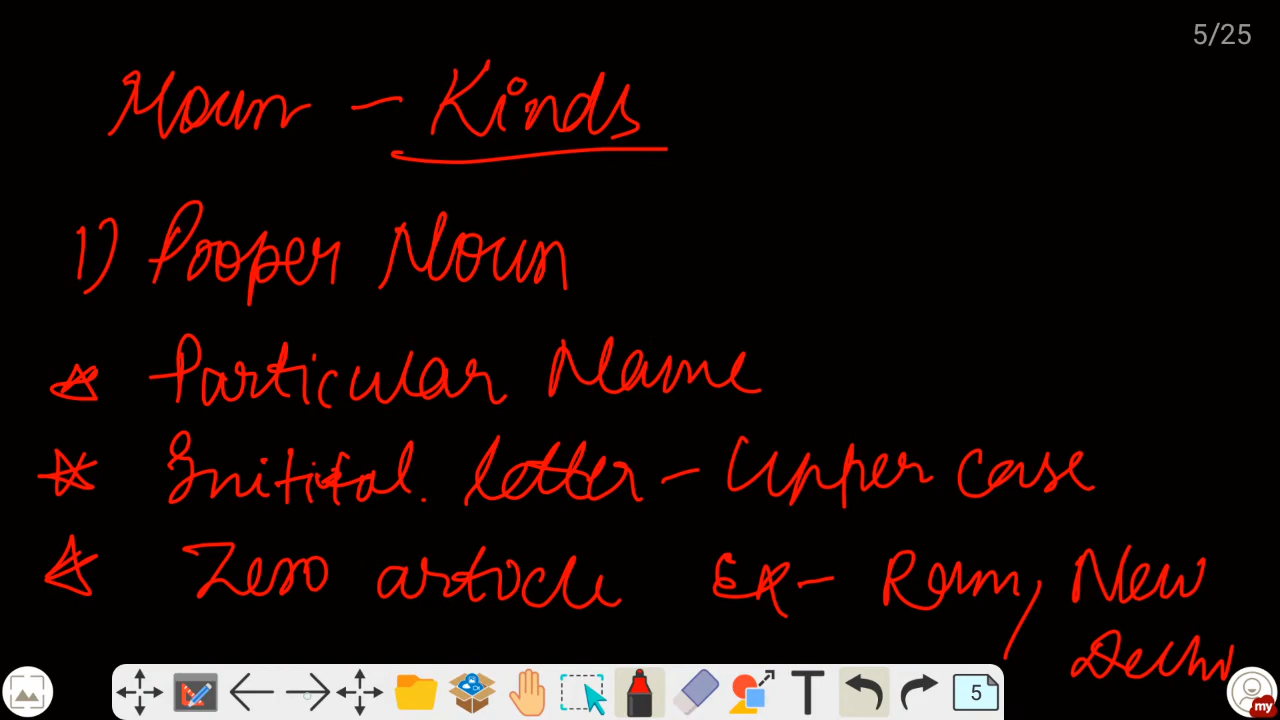 5/25
Noun - Kinds
1) Proper Noun
Particular Name
Initial letter - Upper case
Zero article Ex- Ram, New
Delhi
T 5
my